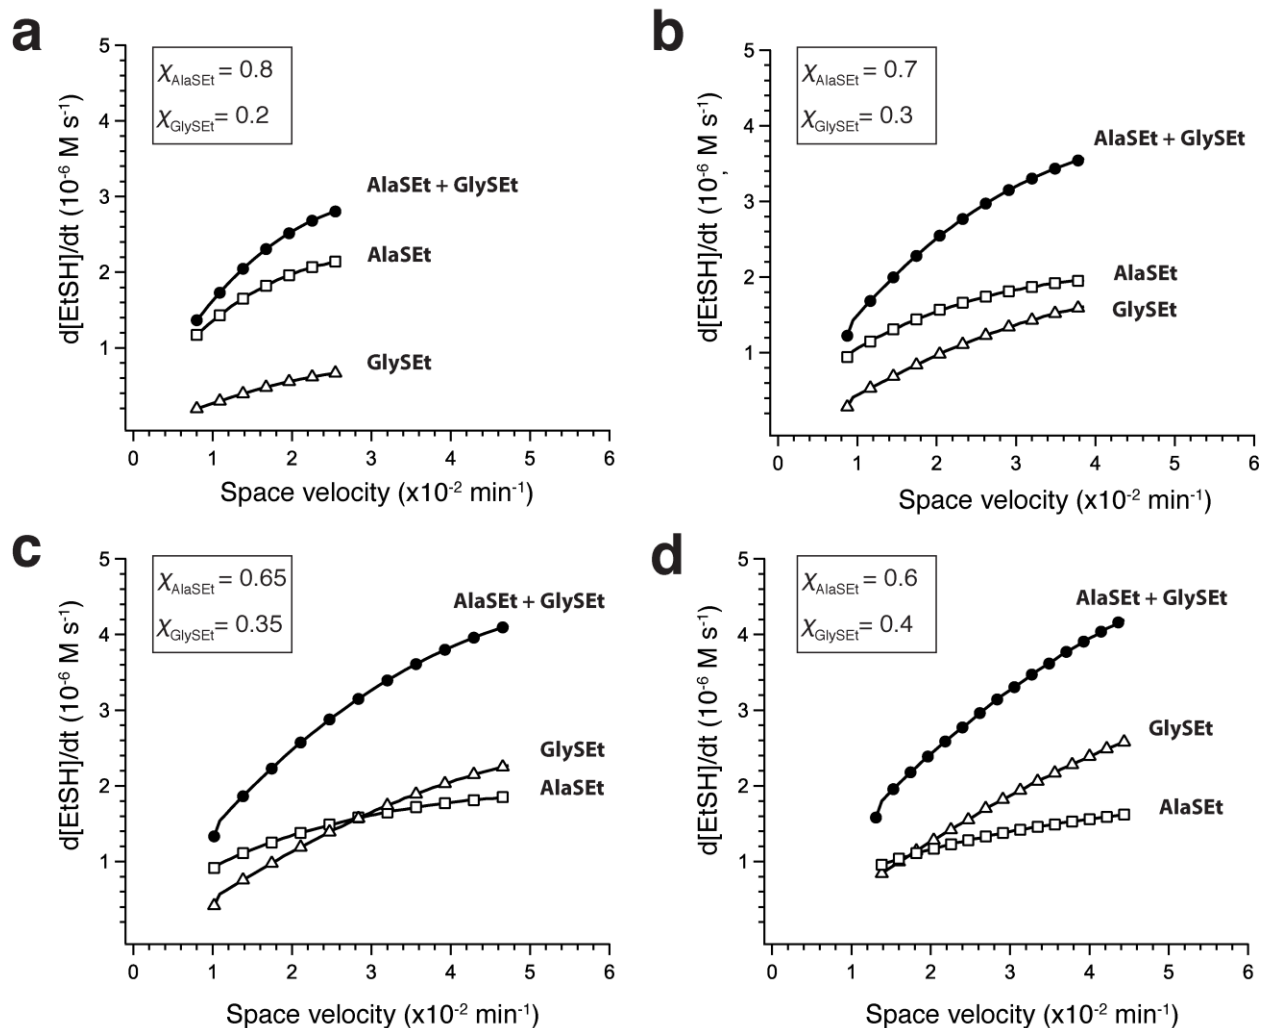 a
χAlaSEt = 0.8
χGlySEt = 0.2
d[EtSH]/dt (10-6 M s-1)
5
4
3
2
1
AlaSEt + GlySEt
AlaSEt
GlySEt
0 1 2 3 4 5 6
Space velocity (x10-2 min-1)
b
χAlaSEt = 0.7
χGlySEt = 0.3
d[EtSH]/dt (10-6, M s-1)
5
4
3
2
1
AlaSEt + GlySEt
AlaSEt
GlySEt
0 1 2 3 4 5 6
Space velocity (x10-2 min-1)
c
χAlaSEt = 0.65
χGlySEt = 0.35
d[EtSH]/dt (10-6 M s-1)
5
4
3
2
1
AlaSEt + GlySEt
GlySEt
AlaSEt
0 1 2 3 4 5 6
Space velocity (x10-2 min-1)
d
χAlaSEt = 0.6
χGlySEt = 0.4
d[EtSH]/dt (10-6 M s-1)
5
4
3
2
1
AlaSEt + GlySEt
GlySEt
AlaSEt
0 1 2 3 4 5 6
Space velocity (x10-2 min-1)